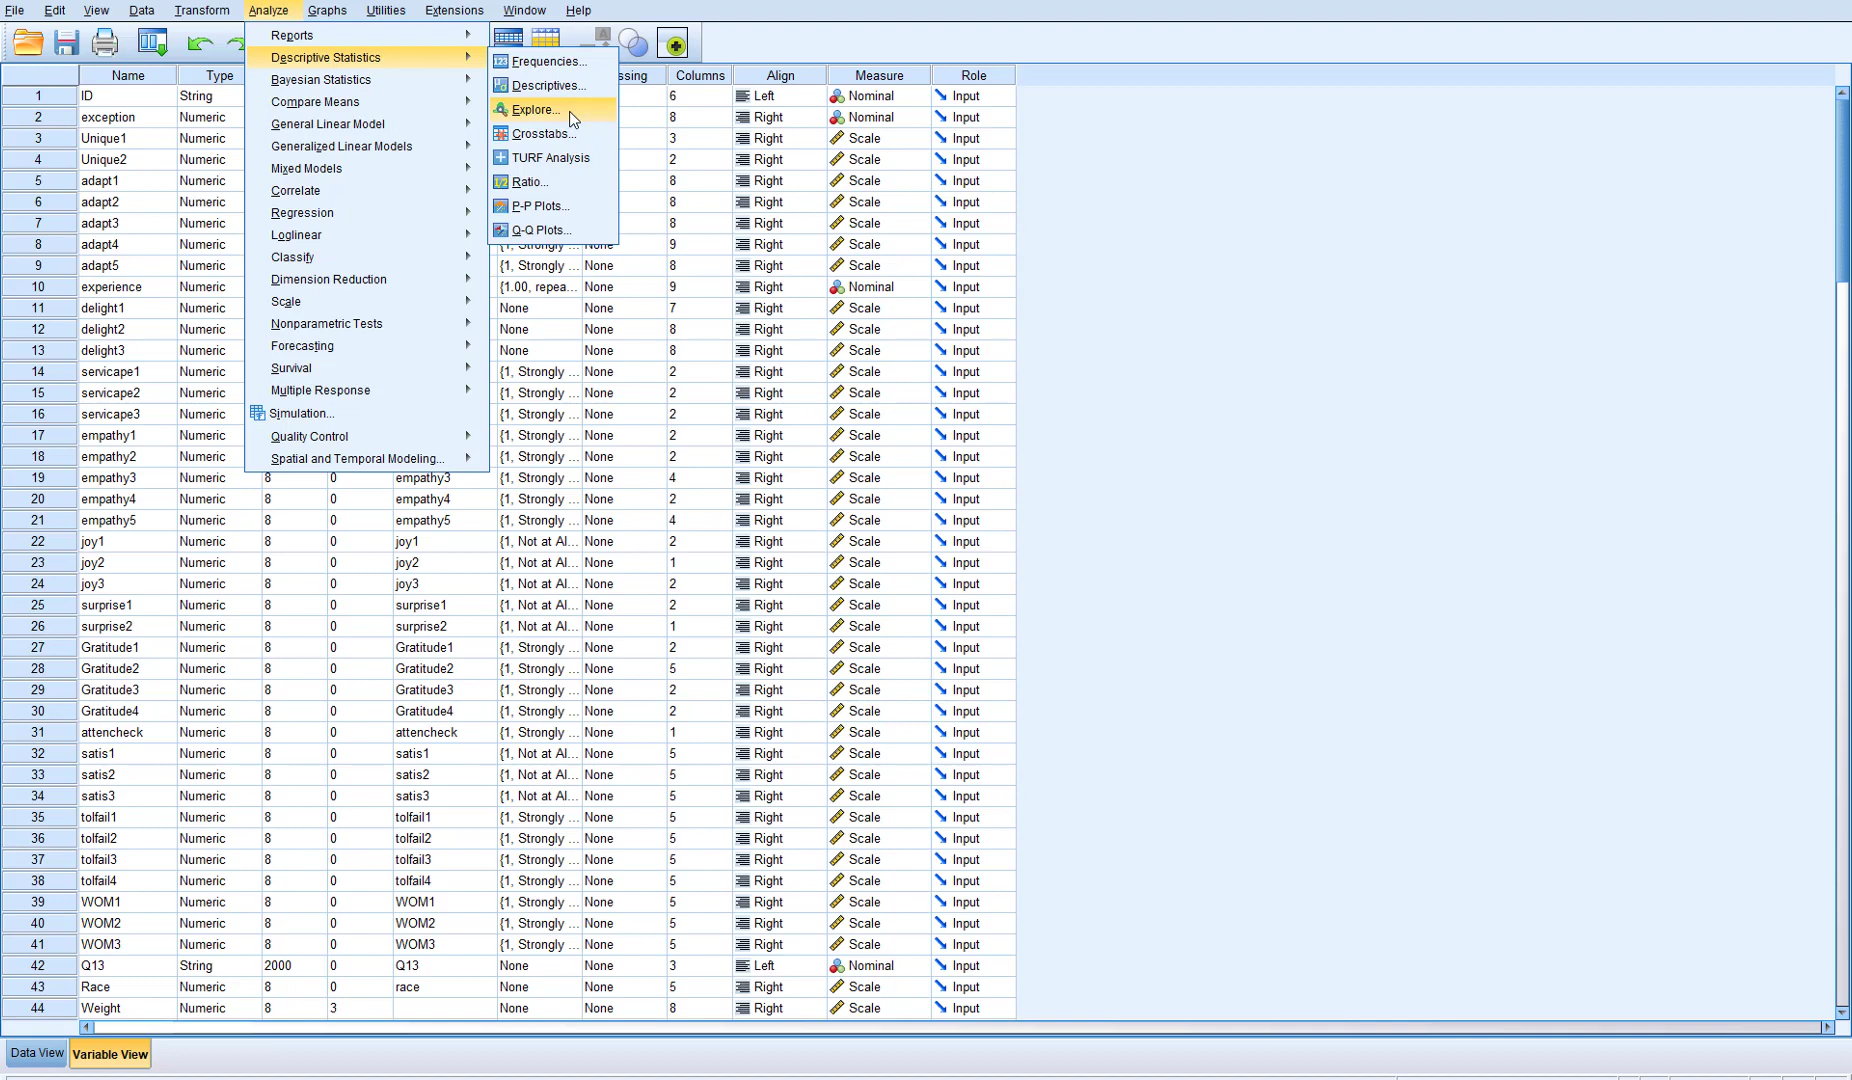 File Edit View Data Transform Analyze Graphs Utilities Extensions Window Help
Reports
Descriptive Statistics
Bayesian Statistics
Compare Means
General Linear Model
Generalized Linear Models
Mixed Models
Correlate
Regression
Loglinear
Classify
Dimension Reduction
Scale
Nonparametric Tests
Forecasting
Survival
Multiple Response
Simulation...
Quality Control
Spatial and Temporal Modeling...
Frequencies...
Descriptives...
Explore...
Crosstabs...
TURF Analysis
Ratio...
P-P Plots...
Q-Q Plots...
Name Type ssing Columns Align Measure Role
1 ID String 6 Left Nominal Input
2 exception Numeric 8 Right Nominal Input
3 Unique1 Numeric 3 Right Scale Input
4 Unique2 Numeric 2 Right Scale Input
5 adapt1 Numeric 8 Right Scale Input
6 adapt2 Numeric 8 Right Scale Input
7 adapt3 Numeric 8 Right Scale Input
8 adapt4 Numeric {1, Strongly ... None 9 Right Scale Input
9 adapt5 Numeric {1, Strongly ... None 8 Right Scale Input
10 experience Numeric {1.00, repea... None 9 Right Nominal Input
11 delight1 Numeric None None 7 Right Scale Input
12 delight2 Numeric None None 8 Right Scale Input
13 delight3 Numeric None None 8 Right Scale Input
14 servicape1 Numeric {1, Strongly ... None 2 Right Scale Input
15 servicape2 Numeric {1, Strongly ... None 2 Right Scale Input
16 servicape3 Numeric {1, Strongly ... None 2 Right Scale Input
17 empathy1 Numeric {1, Strongly ... None 2 Right Scale Input
18 empathy2 Numeric {1, Strongly ... None 2 Right Scale Input
19 empathy3 Numeric 8 0 empathy3 {1, Strongly ... None 4 Right Scale Input
20 empathy4 Numeric 8 0 empathy4 {1, Strongly ... None 2 Right Scale Input
21 empathy5 Numeric 8 0 empathy5 {1, Strongly ... None 4 Right Scale Input
22 joy1 Numeric 8 0 joy1 {1, Not at Al... None 2 Right Scale Input
23 joy2 Numeric 8 0 joy2 {1, Not at Al... None 1 Right Scale Input
24 joy3 Numeric 8 0 joy3 {1, Not at Al... None 2 Right Scale Input
25 surprise1 Numeric 8 0 surprise1 {1, Not at Al... None 2 Right Scale Input
26 surprise2 Numeric 8 0 surprise2 {1, Not at Al... None 1 Right Scale Input
27 Gratitude1 Numeric 8 0 Gratitude1 {1, Strongly ... None 2 Right Scale Input
28 Gratitude2 Numeric 8 0 Gratitude2 {1, Strongly ... None 5 Right Scale Input
29 Gratitude3 Numeric 8 0 Gratitude3 {1, Strongly ... None 2 Right Scale Input
30 Gratitude4 Numeric 8 0 Gratitude4 {1, Strongly ... None 2 Right Scale Input
31 attencheck Numeric 8 0 attencheck {1, Strongly ... None 1 Right Scale Input
32 satis1 Numeric 8 0 satis1 {1, Not at Al... None 5 Right Scale Input
33 satis2 Numeric 8 0 satis2 {1, Not at Al... None 5 Right Scale Input
34 satis3 Numeric 8 0 satis3 {1, Not at Al... None 5 Right Scale Input
35 tolfail1 Numeric 8 0 tolfail1 {1, Strongly ... None 5 Right Scale Input
36 tolfail2 Numeric 8 0 tolfail2 {1, Strongly ... None 5 Right Scale Input
37 tolfail3 Numeric 8 0 tolfail3 {1, Strongly ... None 5 Right Scale Input
38 tolfail4 Numeric 8 0 tolfail4 {1, Strongly ... None 5 Right Scale Input
39 WOM1 Numeric 8 0 WOM1 {1, Strongly ... None 5 Right Scale Input
40 WOM2 Numeric 8 0 WOM2 {1, Strongly ... None 5 Right Scale Input
41 WOM3 Numeric 8 0 WOM3 {1, Strongly ... None 5 Right Scale Input
42 Q13 String 2000 0 Q13 None None 3 Left Nominal Input
43 Race Numeric 8 0 race None None 5 Right Scale Input
44 Weight Numeric 8 3 None None 8 Right Scale Input
Data View Variable View